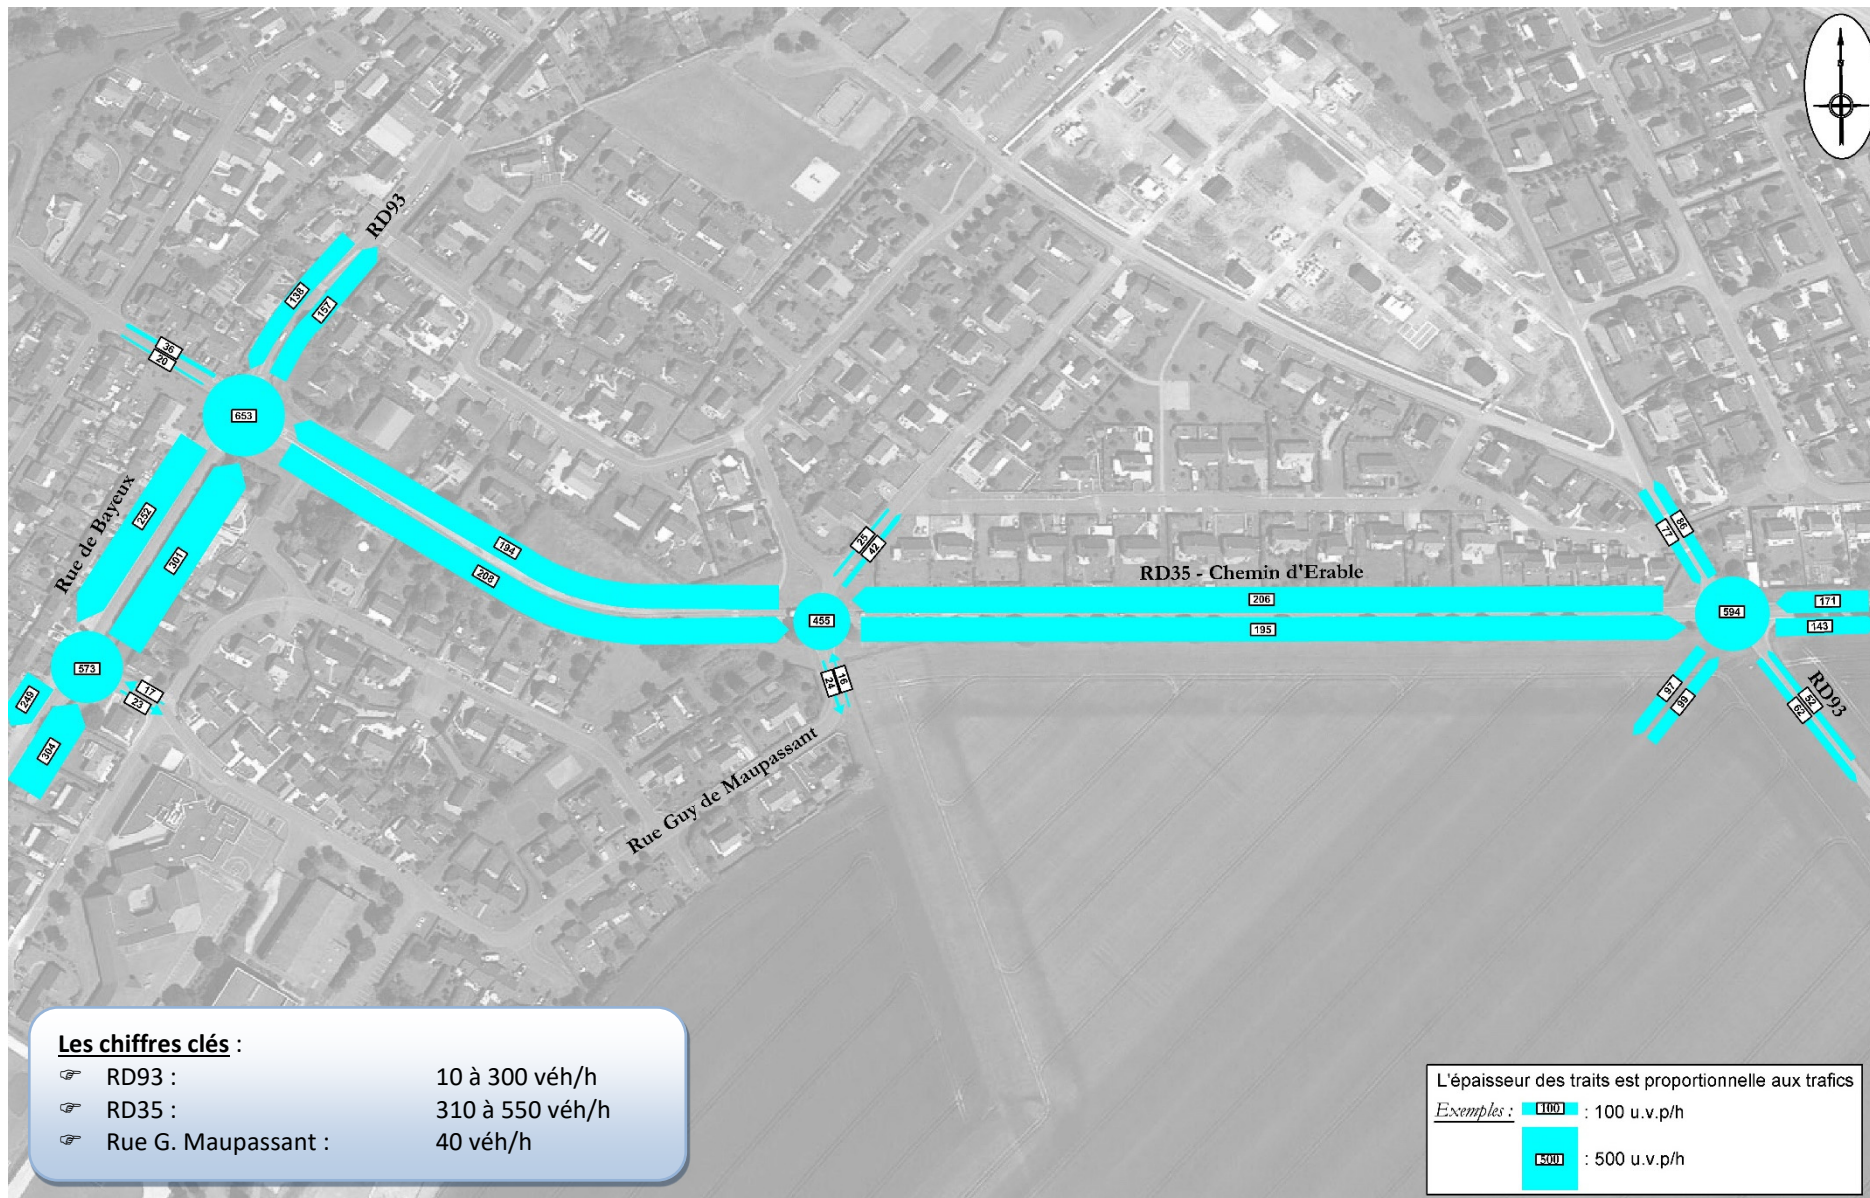 N
RD93
138
157
36
20
653
Rue de Bayeux
252
301
194
208
25
42
RD35 - Chemin d'Erable
77
86
206
195
455
594
171
143
573
249
304
17
23
24
16
97
99
52
62
RD93
Rue Guy de Maupassant
Les chiffres clés :
☞ RD93 : 10 à 300 véh/h
☞ RD35 : 310 à 550 véh/h
☞ Rue G. Maupassant : 40 véh/h
L'épaisseur des traits est proportionnelle aux trafics
Exemples : 100 : 100 u.v.p/h
500 : 500 u.v.p/h